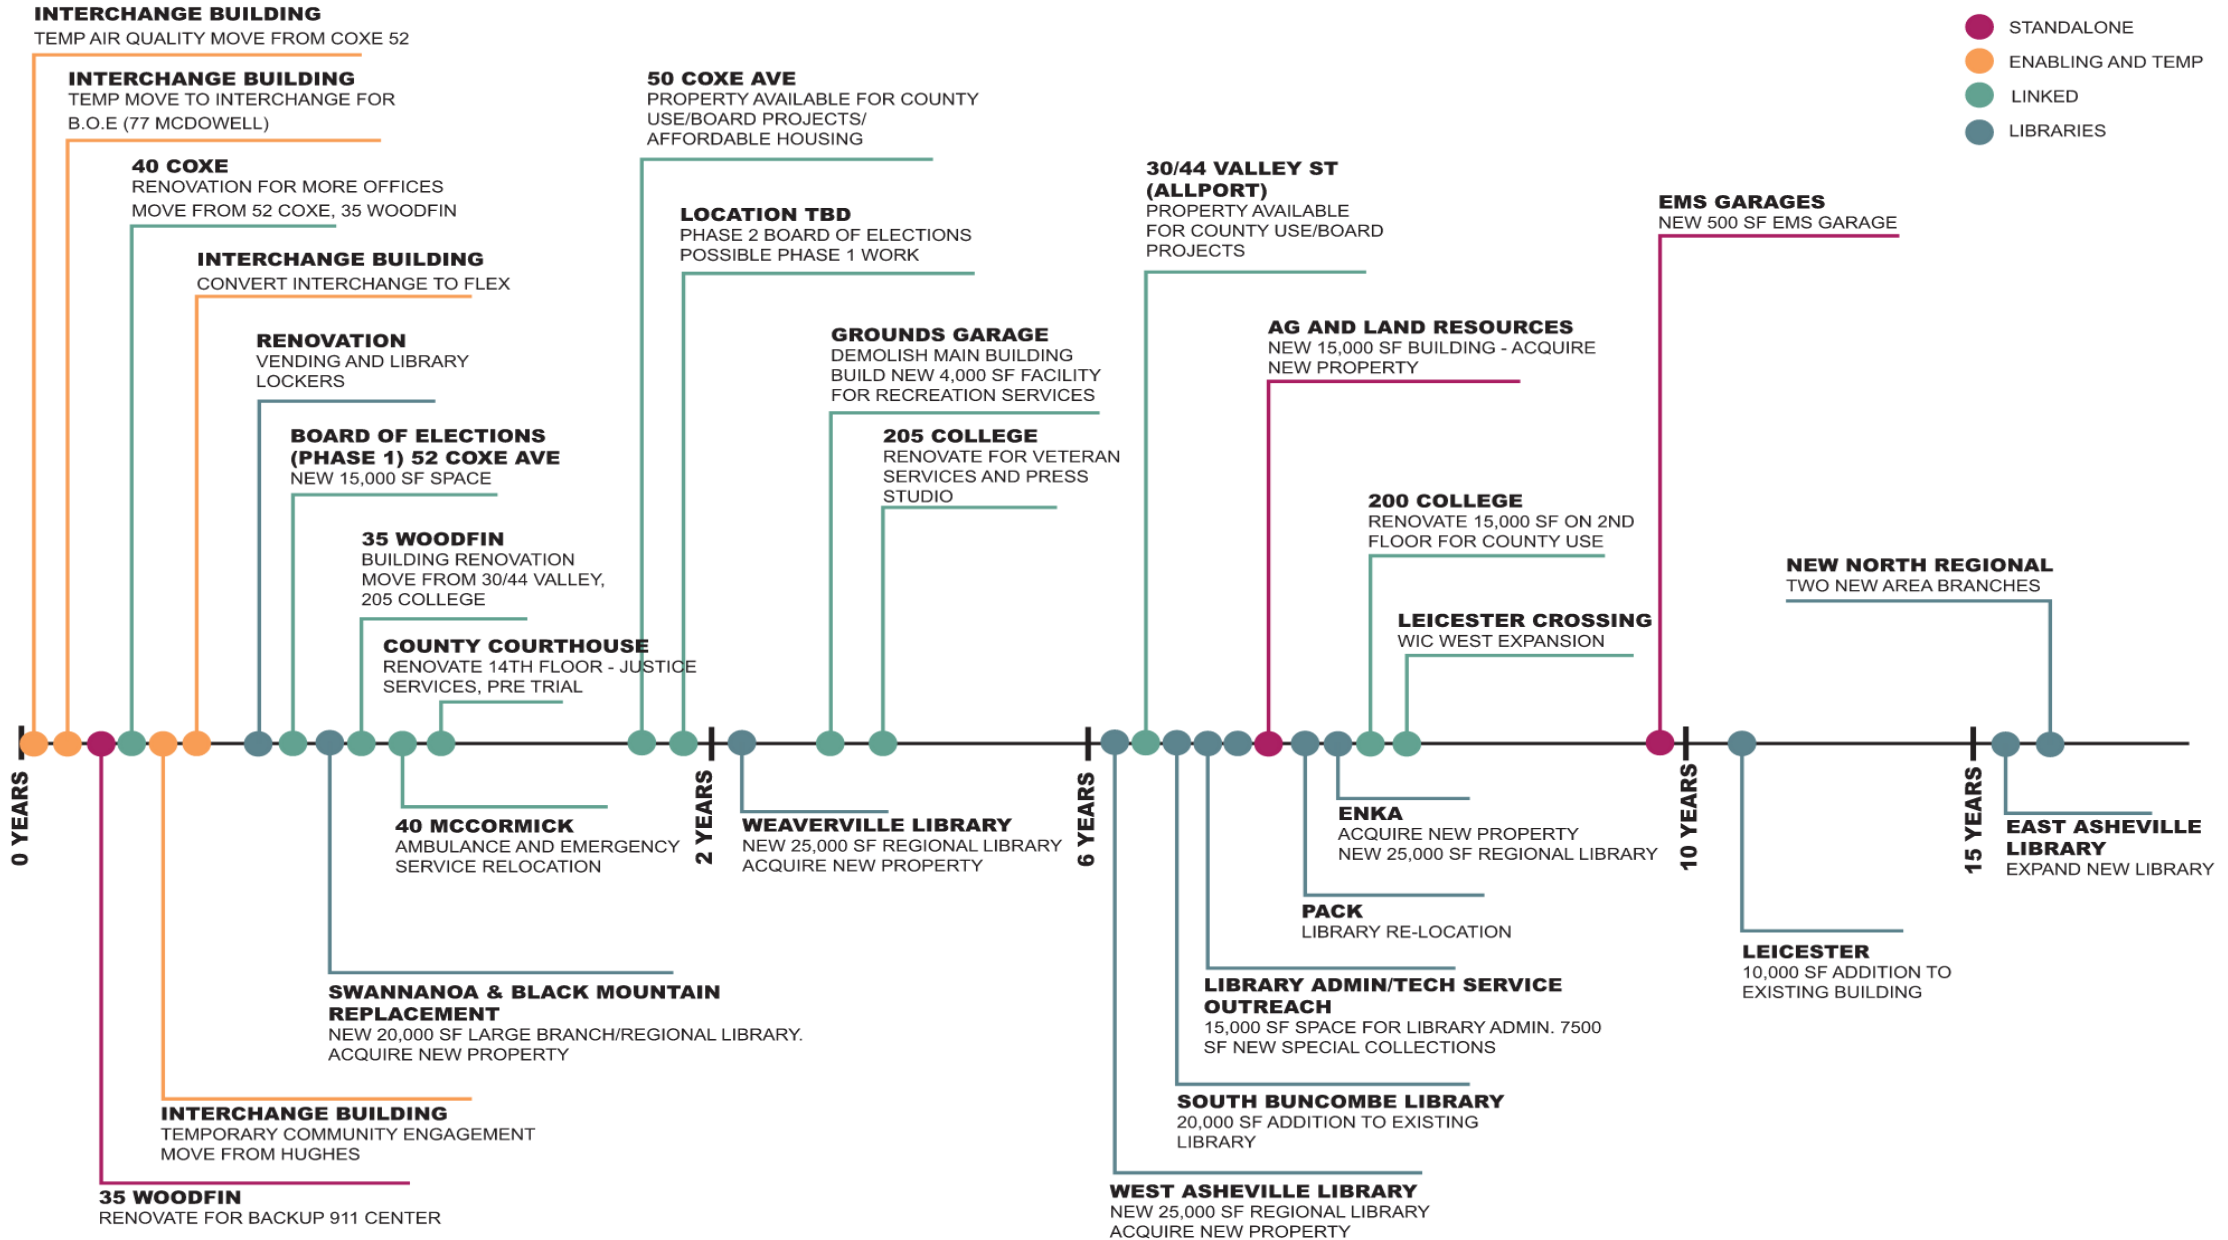 INTERCHANGE BUILDING
TEMP AIR QUALITY MOVE FROM COXE 52
INTERCHANGE BUILDING
TEMP MOVE TO INTERCHANGE FOR
B.O.E (77 MCDOWELL)
40 COXE
RENOVATION FOR MORE OFFICES
MOVE FROM 52 COXE, 35 WOODFIN
INTERCHANGE BUILDING
CONVERT INTERCHANGE TO FLEX
RENOVATION
VENDING AND LIBRARY
LOCKERS
BOARD OF ELECTIONS
(PHASE 1) 52 COXE AVE
NEW 15,000 SF SPACE
35 WOODFIN
BUILDING RENOVATION
MOVE FROM 30/44 VALLEY,
205 COLLEGE
COUNTY COURTHOUSE
RENOVATE 14TH FLOOR - JUSTICE
SERVICES, PRE TRIAL
50 COXE AVE
PROPERTY AVAILABLE FOR COUNTY
USE/BOARD PROJECTS/
AFFORDABLE HOUSING
LOCATION TBD
PHASE 2 BOARD OF ELECTIONS
POSSIBLE PHASE 1 WORK
GROUNDS GARAGE
DEMOLISH MAIN BUILDING
BUILD NEW 4,000 SF FACILITY
FOR RECREATION SERVICES
205 COLLEGE
RENOVATE FOR VETERAN
SERVICES AND PRESS
STUDIO
30/44 VALLEY ST
(ALLPORT)
PROPERTY AVAILABLE
FOR COUNTY USE/BOARD
PROJECTS
AG AND LAND RESOURCES
NEW 15,000 SF BUILDING - ACQUIRE
NEW PROPERTY
200 COLLEGE
RENOVATE 15,000 SF ON 2ND
FLOOR FOR COUNTY USE
LEICESTER CROSSING
WIC WEST EXPANSION
EMS GARAGES
NEW 500 SF EMS GARAGE
NEW NORTH REGIONAL
TWO NEW AREA BRANCHES
STANDALONE
ENABLING AND TEMP
LINKED
LIBRARIES
0 YEARS
2 YEARS
6 YEARS
10 YEARS
15 YEARS
40 MCCORMICK
AMBULANCE AND EMERGENCY
SERVICE RELOCATION
SWANNANOA & BLACK MOUNTAIN
REPLACEMENT
NEW 20,000 SF LARGE BRANCH/REGIONAL LIBRARY.
ACQUIRE NEW PROPERTY
INTERCHANGE BUILDING
TEMPORARY COMMUNITY ENGAGEMENT
MOVE FROM HUGHES
35 WOODFIN
RENOVATE FOR BACKUP 911 CENTER
WEAVERVILLE LIBRARY
NEW 25,000 SF REGIONAL LIBRARY
ACQUIRE NEW PROPERTY
ENKA
ACQUIRE NEW PROPERTY
NEW 25,000 SF REGIONAL LIBRARY
PACK
LIBRARY RE-LOCATION
LIBRARY ADMIN/TECH SERVICE
OUTREACH
15,000 SF SPACE FOR LIBRARY ADMIN. 7500
SF NEW SPECIAL COLLECTIONS
SOUTH BUNCOMBE LIBRARY
20,000 SF ADDITION TO EXISTING
LIBRARY
WEST ASHEVILLE LIBRARY
NEW 25,000 SF REGIONAL LIBRARY
ACQUIRE NEW PROPERTY
LEICESTER
10,000 SF ADDITION TO
EXISTING BUILDING
EAST ASHEVILLE
LIBRARY
EXPAND NEW LIBRARY